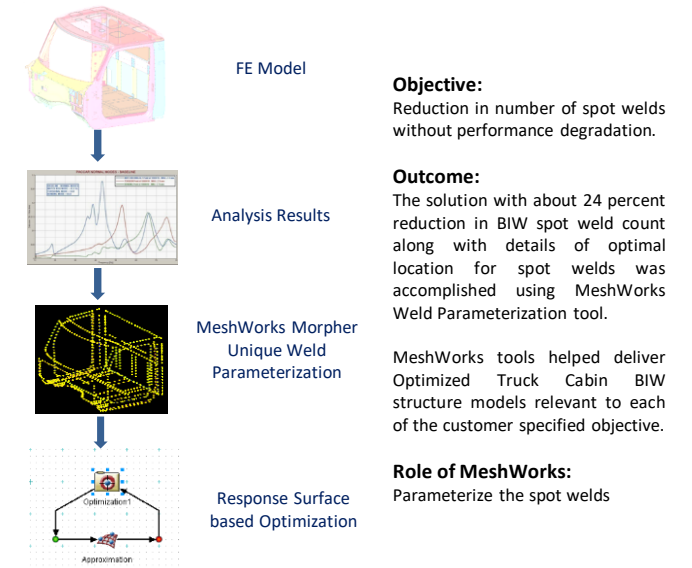 FE Model
Analysis Results
MeshWorks Morpher
Unique Weld
Parameterization
Optimization1
Approximation
Response Surface
based Optimization
Objective:
Reduction in number of spot welds
without performance degradation.
Outcome:
The solution with about 24 percent
reduction in BIW spot weld count
along with details of optimal
location for spot welds was
accomplished using MeshWorks
Weld Parameterization tool.
MeshWorks tools helped deliver
Optimized Truck Cabin BIW
structure models relevant to each
of the customer specified objective.
Role of MeshWorks:
Parameterize the spot welds